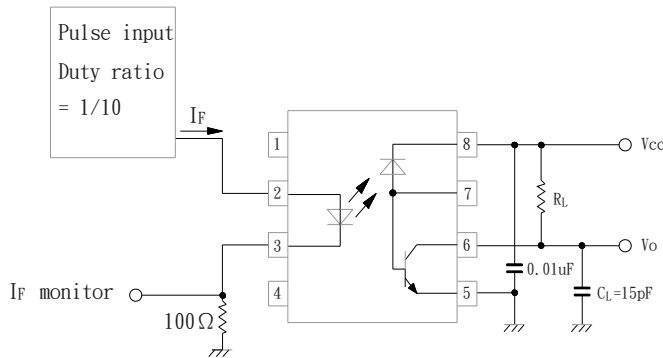 Pulse input
Duty ratio
= 1/10
IF
1
2
3
4
8
7
6
5
Vcc
RL
Vo
0.01uF
CL=15pF
IF monitor
100Ω